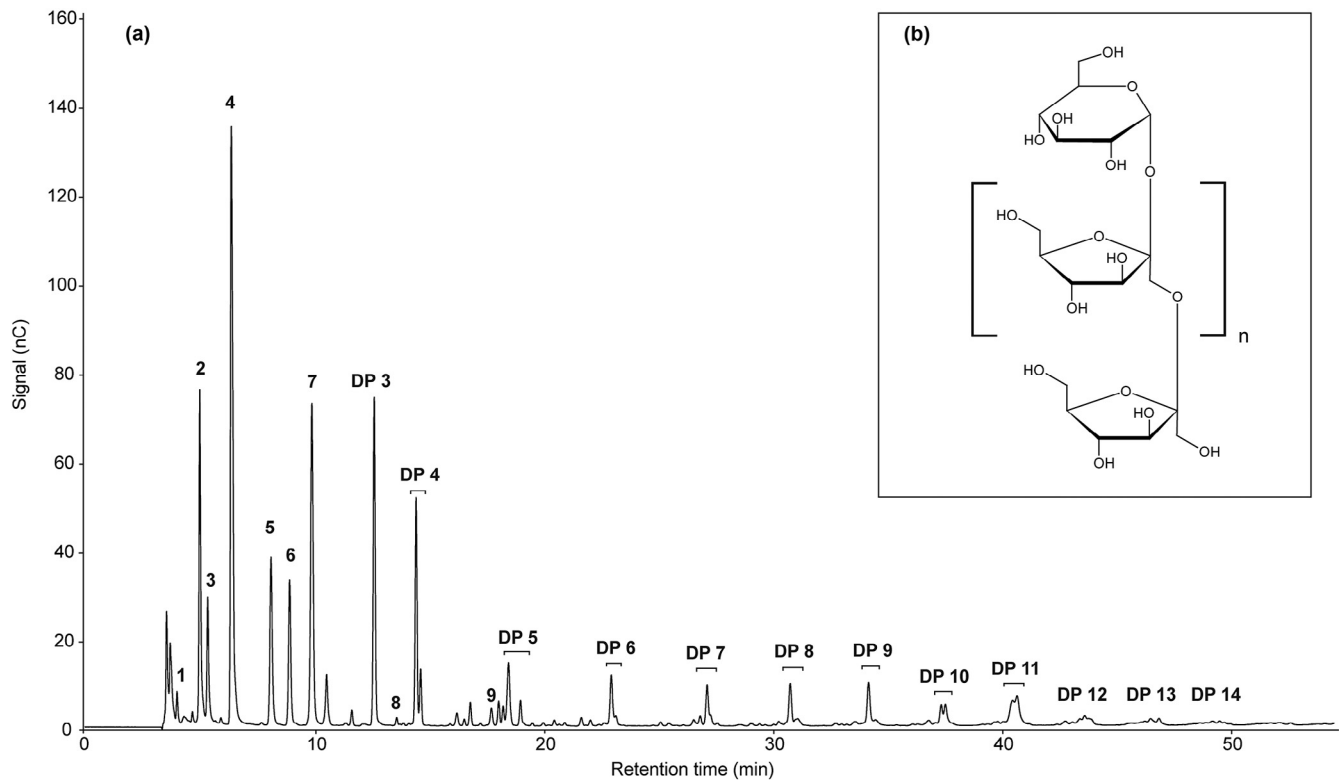 (a)
160
140
120
100
80
60
40
20
0
Signal (nC)
0 10 20 30 40 50
Retention time (min)
1
2
3
4
5
6
7
DP 3
8
DP 4
9
DP 5
DP 6
DP 7
DP 8
DP 9
DP 10
DP 11
DP 12
DP 13
DP 14
(b)
OH
O
OH
HO
OH
O
HO
O
HO
O
OH
n
HO
O
HO
OH
OH